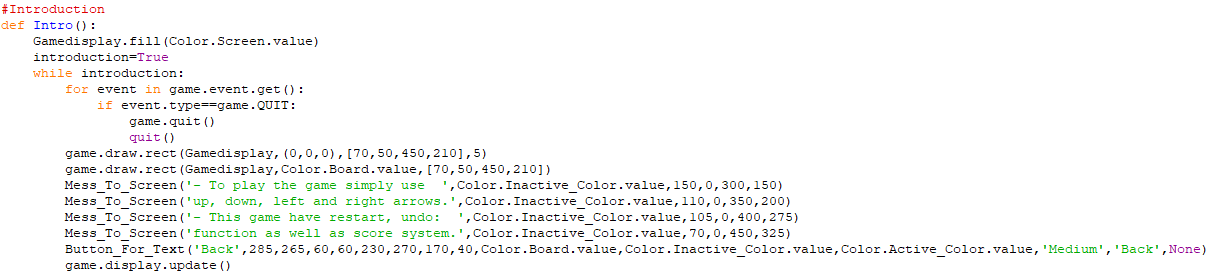 #Introduction
def Intro():
    Gamedisplay.fill(Color.Screen.value)
    introduction=True
    while introduction:
        for event in game.event.get():
            if event.type==game.QUIT:
                game.quit()
                quit()
        game.draw.rect(Gamedisplay,(0,0,0),[70,50,450,210],5)
        game.draw.rect(Gamedisplay,Color.Board.value,[70,50,450,210])
        Mess_To_Screen('- To play the game simply use  ',Color.Inactive_Color.value,150,0,300,150)
        Mess_To_Screen('up, down, left and right arrows.',Color.Inactive_Color.value,110,0,350,200)
        Mess_To_Screen('- This game have restart, undo:  ',Color.Inactive_Color.value,105,0,400,275)
        Mess_To_Screen('function as well as score system.',Color.Inactive_Color.value,70,0,450,325)
        Button_For_Text('Back',285,265,60,60,230,270,170,40,Color.Board.value,Color.Inactive_Color.value,Color.Active_Color.value,'Medium','Back',None)
        game.display.update()